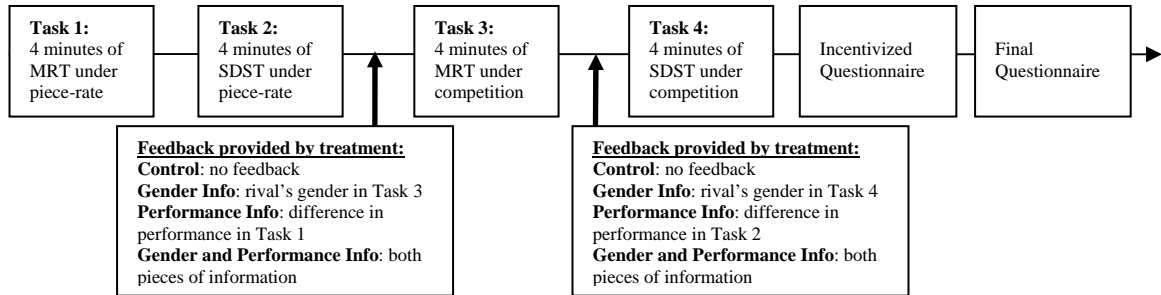 Task 1:
4 minutes of
MRT under
piece-rate
Task 2:
4 minutes of
SDST under
piece-rate
Task 3:
4 minutes of
MRT under
competition
Task 4:
4 minutes of
SDST under
competition
Incentivized
Questionnaire
Final
Questionnaire
Feedback provided by treatment:
Control: no feedback
Gender Info: rival's gender in Task 3
Performance Info: difference in
performance in Task 1
Gender and Performance Info: both
pieces of information
Feedback provided by treatment:
Control: no feedback
Gender Info: rival's gender in Task 4
Performance Info: difference in
performance in Task 2
Gender and Performance Info: both
pieces of information